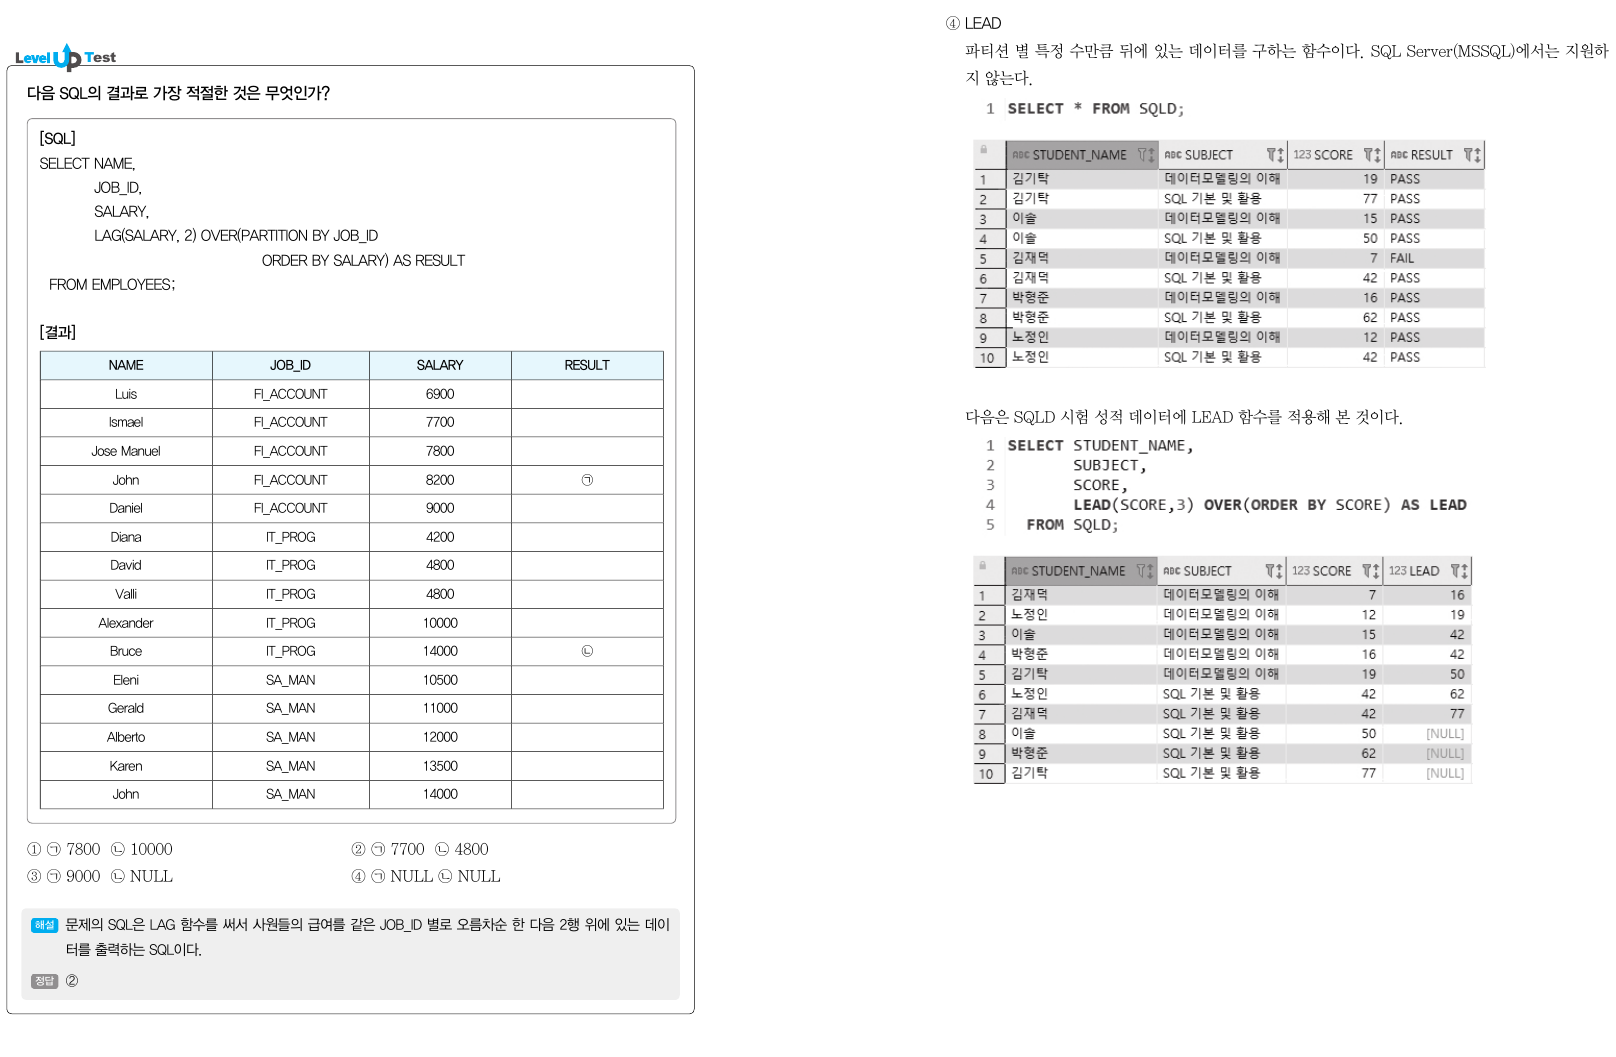 Level Up Test
다음 SQL의 결과로 가장 적절한 것은 무엇인가?
[SQL]
SELECT NAME,
JOB_ID,
SALARY,
LAG(SALARY, 2) OVER(PARTITION BY JOB_ID
ORDER BY SALARY) AS RESULT
FROM EMPLOYEES;
[결과]
NAME JOB_ID SALARY RESULT
Luis FI_ACCOUNT 6900
Ismael FI_ACCOUNT 7700
Jose Manuel FI_ACCOUNT 7800
John FI_ACCOUNT 8200 ㉠
Daniel FI_ACCOUNT 9000
Diana IT_PROG 4200
David IT_PROG 4800
Valli IT_PROG 4800
Alexander IT_PROG 10000
Bruce IT_PROG 14000 ㉡
Eleni SA_MAN 10500
Gerald SA_MAN 11000
Alberto SA_MAN 12000
Karen SA_MAN 13500
John SA_MAN 14000
① ㉠ 7800 ㉡ 10000 ② ㉠ 7700 ㉡ 4800
③ ㉠ 9000 ㉡ NULL ④ ㉠ NULL ㉡ NULL
해설 문제의 SQL은 LAG 함수를 써서 사원들의 급여를 같은 JOB_ID 별로 오름차순 한 다음 2행 위에 있는 데이
터를 출력하는 SQL이다.
정답 ②
④ LEAD
파티션 별 특정 수만큼 뒤에 있는 데이터를 구하는 함수이다. SQL Server(MSSQL)에서는 지원하
지 않는다.
1 SELECT * FROM SQLD;
ABC STUDENT_NAME ABC SUBJECT 123 SCORE ABC RESULT
1 김기탁 데이터모델링의 이해 19 PASS
2 김기탁 SQL 기본 및 활용 77 PASS
3 이솔 데이터모델링의 이해 15 PASS
4 이솔 SQL 기본 및 활용 50 PASS
5 김재덕 데이터모델링의 이해 7 FAIL
6 김재덕 SQL 기본 및 활용 42 PASS
7 박형준 데이터모델링의 이해 16 PASS
8 박형준 SQL 기본 및 활용 62 PASS
9 노정인 데이터모델링의 이해 12 PASS
10 노정인 SQL 기본 및 활용 42 PASS
다음은 SQLD 시험 성적 데이터에 LEAD 함수를 적용해 본 것이다.
1 SELECT STUDENT_NAME,
2 SUBJECT,
3 SCORE,
4 LEAD(SCORE,3) OVER(ORDER BY SCORE) AS LEAD
5 FROM SQLD;
ABC STUDENT_NAME ABC SUBJECT 123 SCORE 123 LEAD
1 김재덕 데이터모델링의 이해 7 16
2 노정인 데이터모델링의 이해 12 19
3 이솔 데이터모델링의 이해 15 42
4 박형준 데이터모델링의 이해 16 42
5 김기탁 데이터모델링의 이해 19 50
6 노정인 SQL 기본 및 활용 42 62
7 김재덕 SQL 기본 및 활용 42 77
8 이솔 SQL 기본 및 활용 50 [NULL]
9 박형준 SQL 기본 및 활용 62 [NULL]
10 김기탁 SQL 기본 및 활용 77 [NULL]